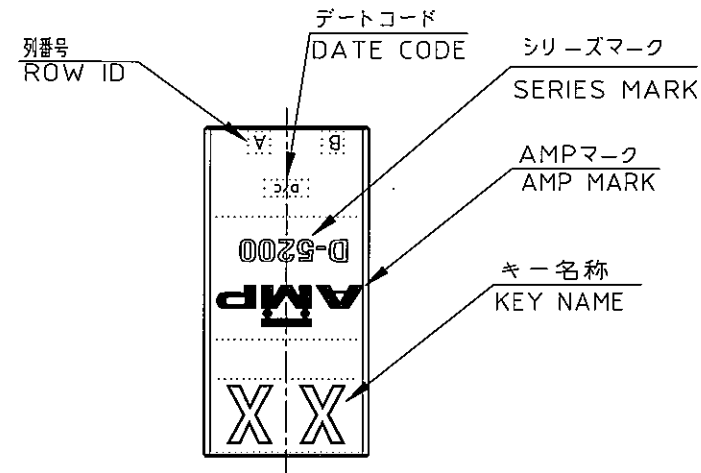 デートコード
DATE CODE
列番号
ROW ID
シリーズマーク
SERIES MARK
AMPマーク
AMP MARK
キー名称
KEY NAME
A B
D/C
D-5200
AMP
X X